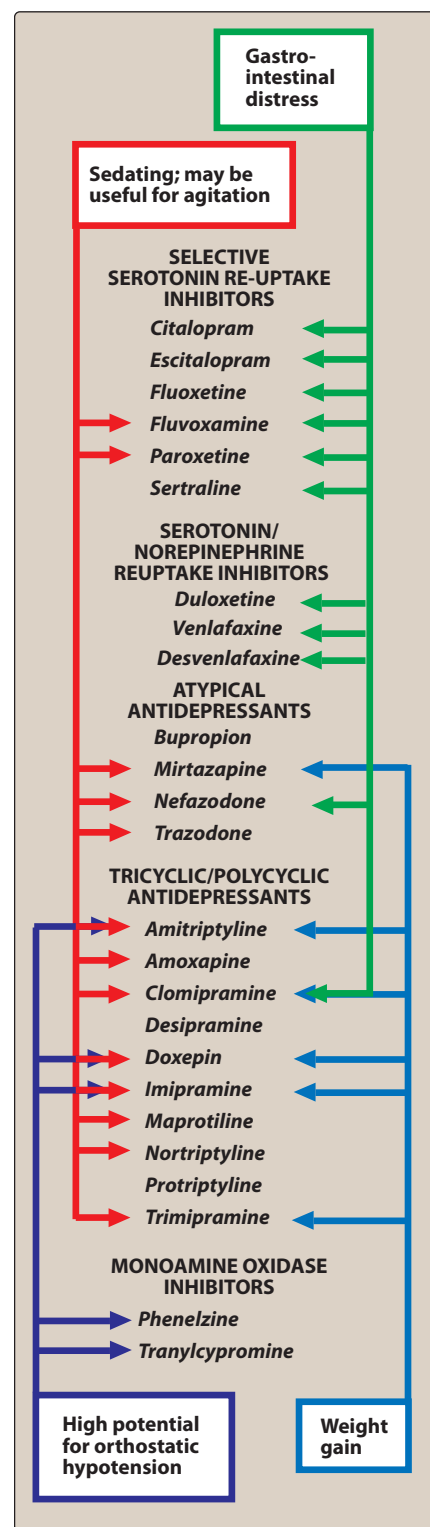 Gastro-
intestinal
distress
Sedating; may be
useful for agitation
SELECTIVE
SEROTONIN RE-UPTAKE
INHIBITORS
Citalopram
Escitalopram
Fluoxetine
Fluvoxamine
Paroxetine
Sertraline
SEROTONIN/
NOREPINEPHRINE
REUPTAKE INHIBITORS
Duloxetine
Venlafaxine
Desvenlafaxine
ATYPICAL
ANTIDEPRESSANTS
Bupropion
Mirtazapine
Nefazodone
Trazodone
TRICYCLIC/POLYCYCLIC
ANTIDEPRESSANTS
Amitriptyline
Amoxapine
Clomipramine
Desipramine
Doxepin
Imipramine
Maprotiline
Nortriptyline
Protriptyline
Trimipramine
MONOAMINE OXIDASE
INHIBITORS
Phenelzine
Tranylcypromine
High potential
for orthostatic
hypotension
Weight
gain